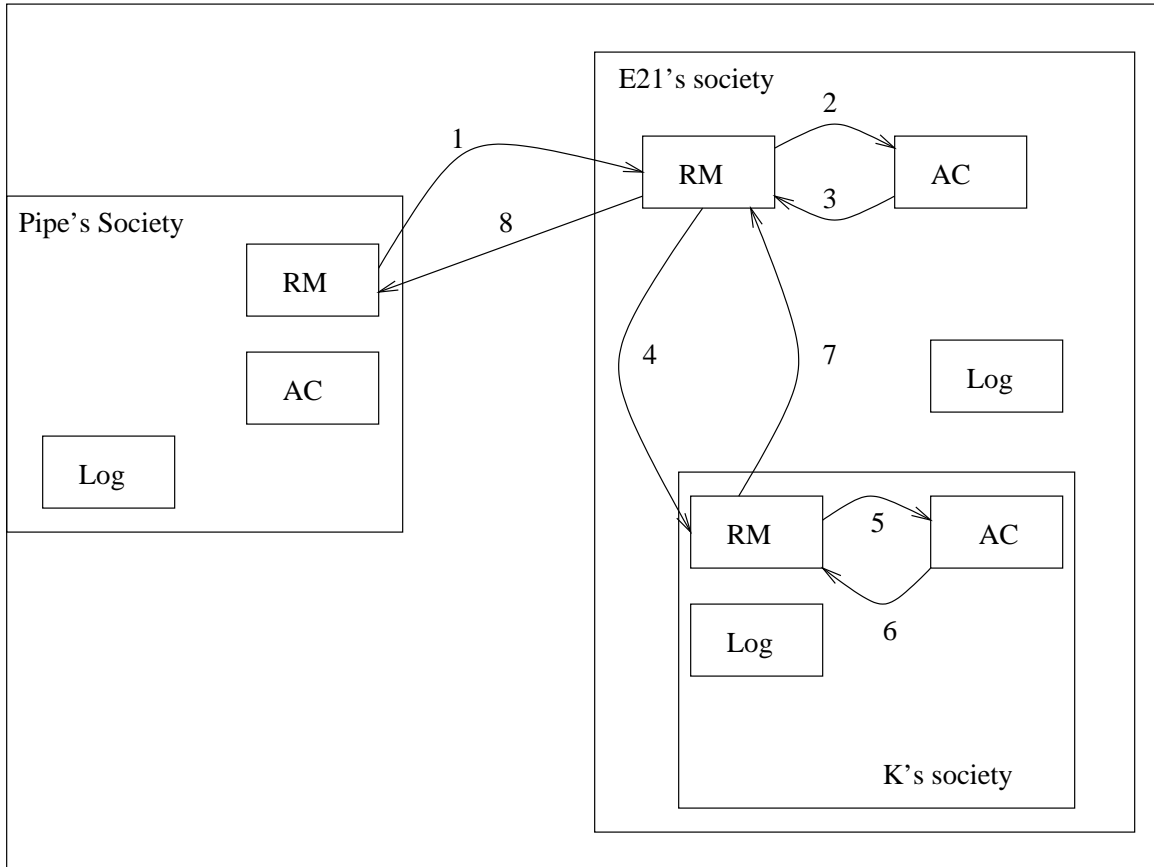 E21's society
2
1
RM
AC
3
Pipe's Society
8
RM
4
7
AC
Log
Log
RM
5
AC
6
Log
K's society